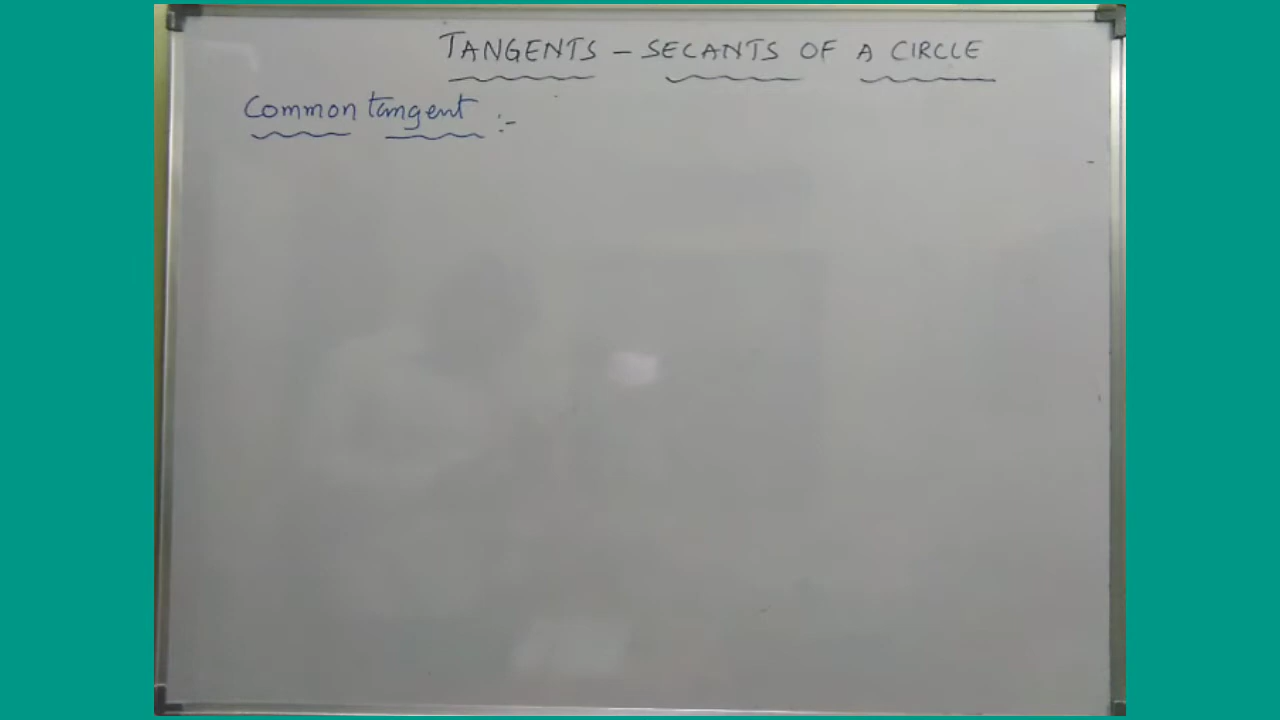 TANGENTS – SECANTS OF A CIRCLE
Common tangent :-